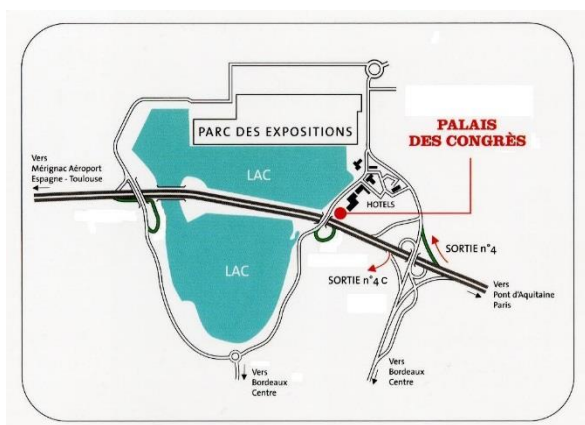 PARC DES EXPOSITIONS
PALAIS
DES CONGRÈS
Vers
Mérignac Aéroport
Espagne - Toulouse
LAC
HOTELS
SORTIE n°4
LAC
SORTIE n°4 C
Vers
Pont d'Aquitaine
Paris
Vers
Bordeaux
Centre
Vers
Bordeaux
Centre